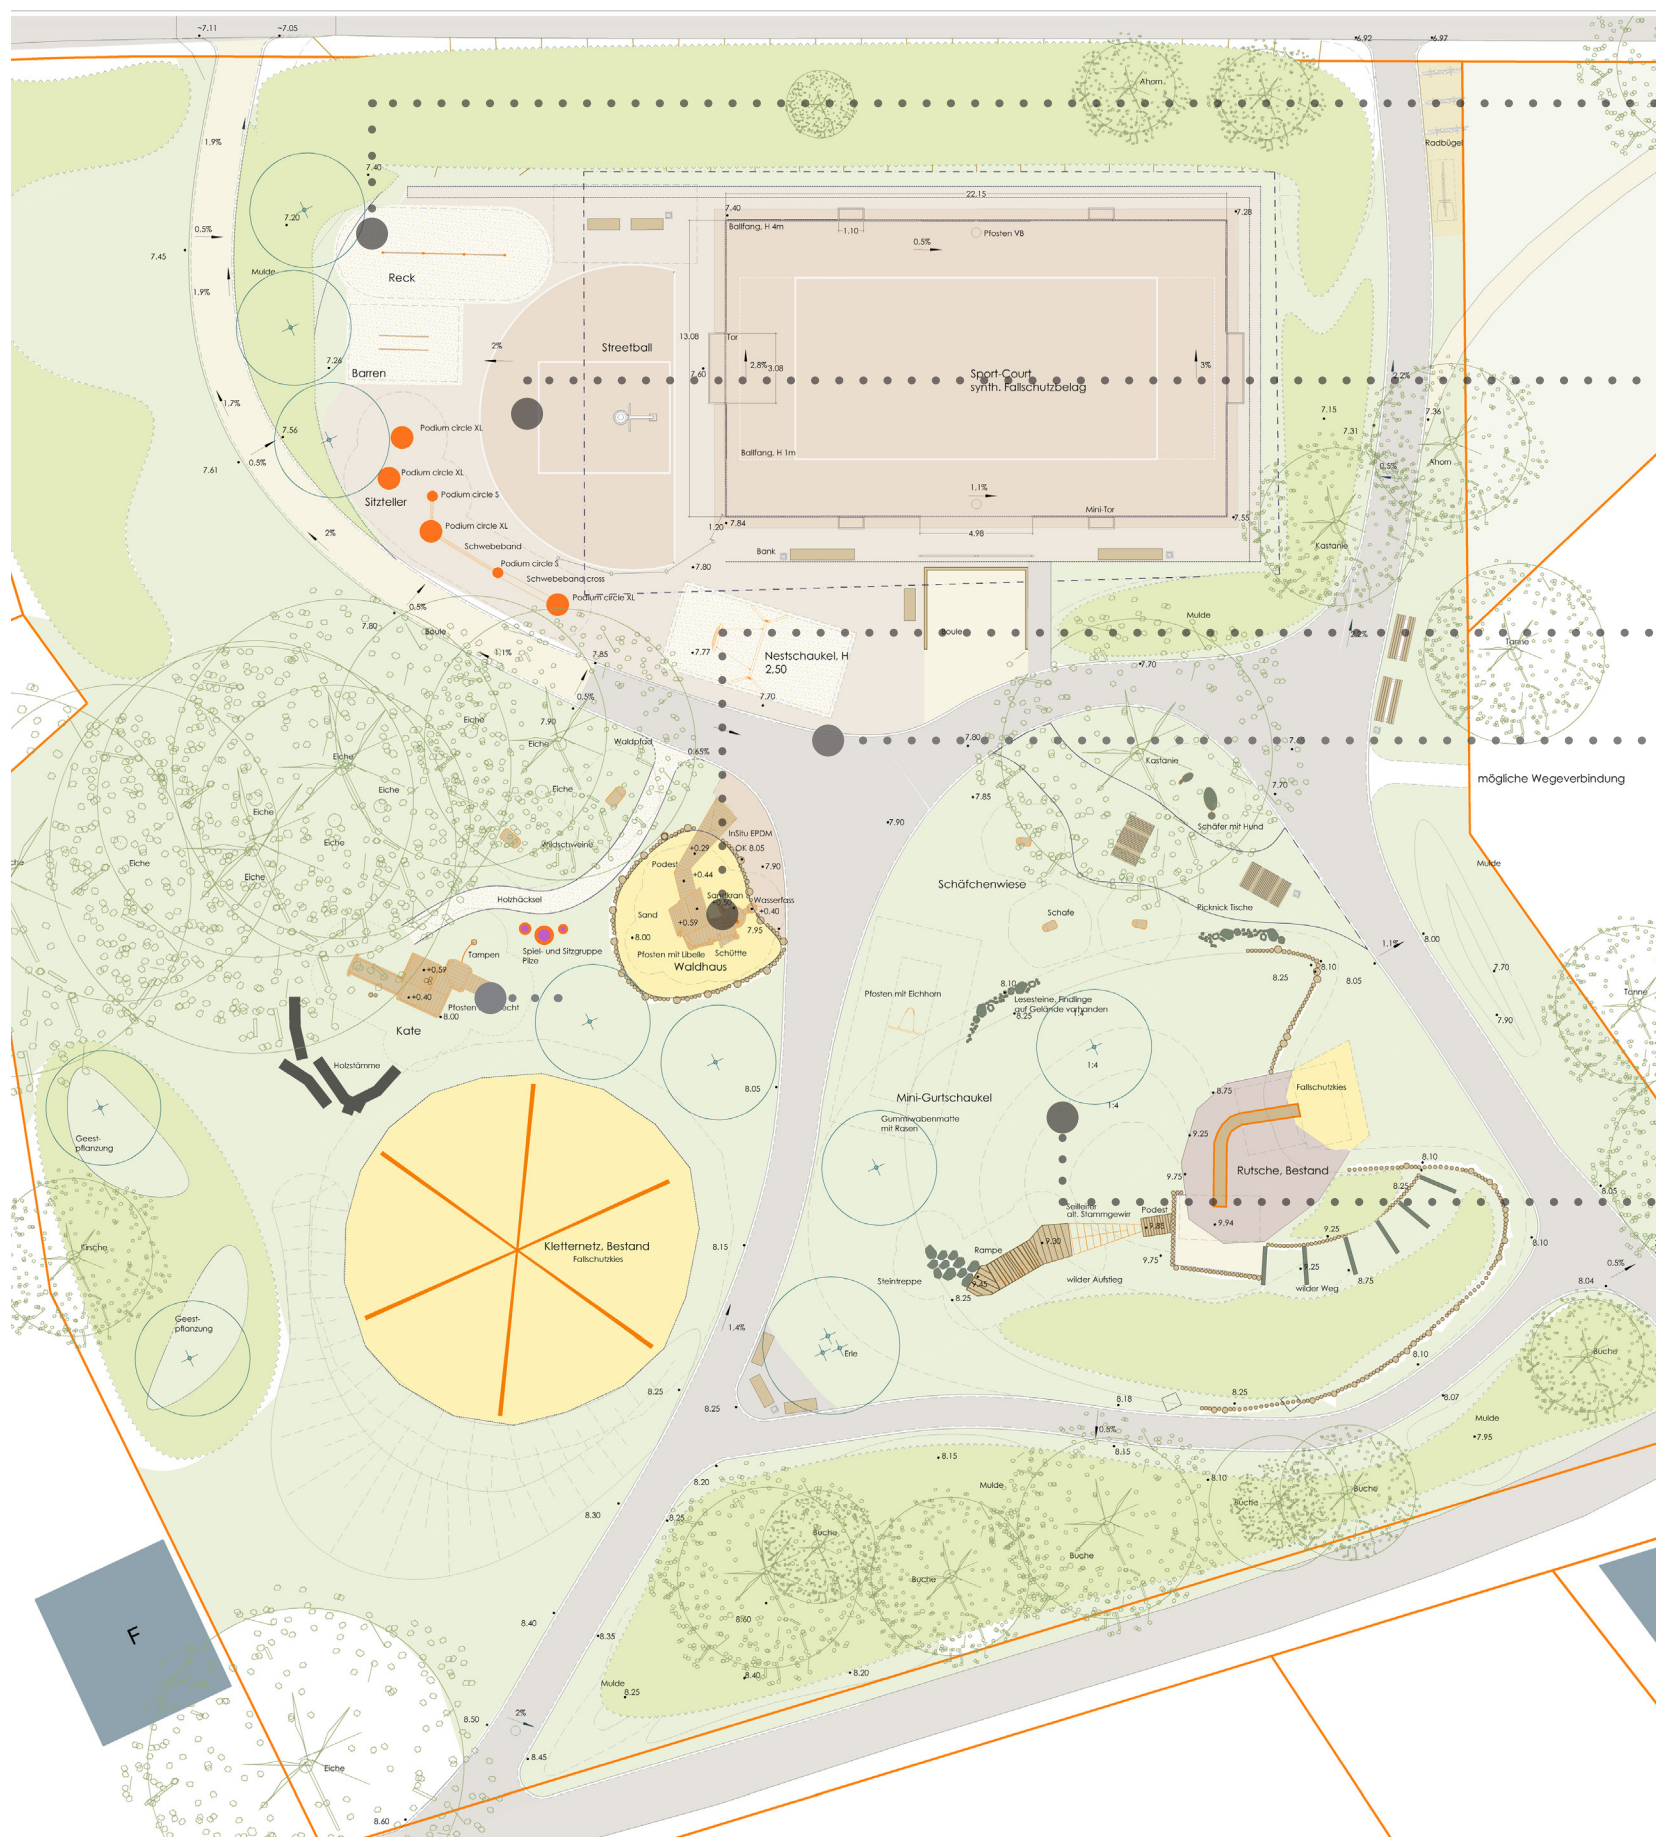 ~7.11
~7.05
6.92
6.97
Ahorn
1.9%
Radbügel
7.40
22.15
7.40
7.28
7.20
Ballfang, H 4m
1.10
Pfosten VB
0.5%
0.5%
7.45
Mulde
Reck
1.9%
13.08
Tor
2%
Streetball
7.26
Barren
7.60
2,8%
3.08
Sport-Court
synth. Fallschutzbelag
3%
2.2%
1,7%
7.15
7.36
7.56
Podium circle XL
7.31
0.5%
7.61
Ballfang, H 1m
Ahorn
0.5%
Podium circle XL
Podium circle S
Sitzteller
1,1%
Mini-Tor
7.55
Podium circle XL
1.20
7.84
4.98
2%
Schwebeband
Bank
Kastanie
Podium circle S
Schwebeband cross
7.80
Podium circle XL
0.5%
7.80
Boule
Boule
Mulde
2.2%
Tanne
1.1%
7.85
7.77
Nestschaukel, H
2,50
7.70
0.5%
7.70
Eiche
7.90
Eiche
Waldpfad
0.65%
7.80
Eiche
Kastanie
mögliche Wegeverbindung
Eiche
Eiche
7.85
7.70
Eiche
7.90
Schäfer mit Hund
InSitu EPDM
OK 8.05
Wildschweine
+0.29
Eiche
Eiche
Podest
7.90
Mulde
Eiche
+0.44
Schäfchenwiese
Holzhäcksel
Sandkran
Wasserfass
+0.40
Sand
+0.59
Schafe
Picknick Tische
7.95
8.00
8.00
1.1%
Spiel- und Sitzgruppe
Pilze
Tampen
Pfosten mit Libelle
Schütte
Waldhaus
+0.59
8.10
7.70
8.25
8.05
8.10
+0.40
Pfosten mit Eichhorn
Lesesteine, Findlinge
auf Gelände vorhanden
8.25
1:4
Tanne
8.00
7.90
Kate
Holzstämme
1:4
8.05
8.75
Fallschutzkies
Mini-Gurtschaukel
1:4
Gummiwabenmatte
mit Rasen
9.25
Geest-
pflanzung
9.75
Rutsche, Bestand
8.10
8.25
8.05
Seilleiter
alt. Stammgewirr
Podest
9.85
9.94
9.25
Kirsche
8.15
Kletternetz, Bestand
Fallschutzkies
Rampe
9.30
9.75
8.10
9.25
0.5%
Steintreppe
9.45
wilder Aufstieg
8.75
8.04
8.25
wilder Weg
Geest-
pflanzung
1.4%
Erle
8.10
Buche
8.25
8.25
8.18
8.25
8.07
0.5%
Mulde
7.95
8.15
8.15
8.20
8.10
Mulde
Buche
Buche
8.30
8.25
Buche
Buche
Buche
8.60
8.40
8.35
F
8.40
8.20
Mulde
8.25
8.50
2%
8.45
Eiche
8.60